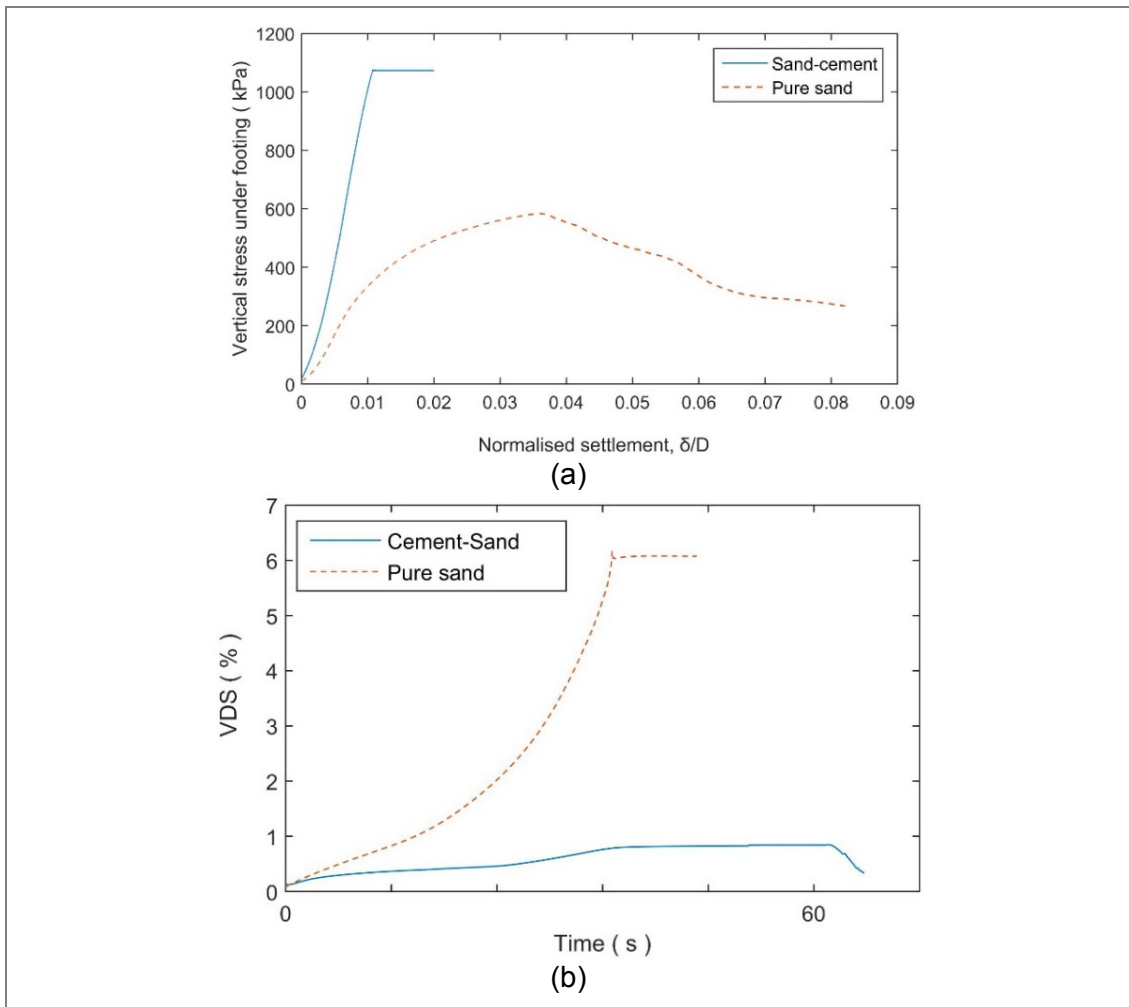 1200
1000
800
600
400
200
0
Vertical stress under footing ( kPa)
Sand-cement
Pure sand
0 0.01 0.02 0.03 0.04 0.05 0.06 0.07 0.08 0.09
Normalised settlement, δ/D
(a)
7
6
5
4
3
2
1
0
VDS ( % )
Cement-Sand
Pure sand
0 60
Time ( s )
(b)